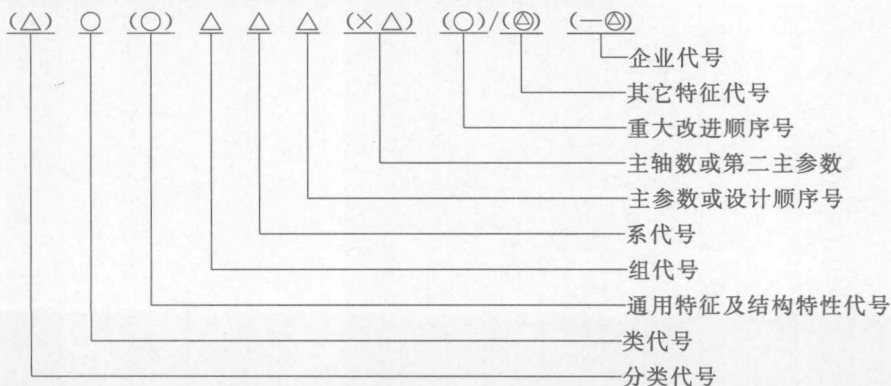 (△) ○ (○) △ △ △ (×△) (○)/(◬) (—◬)
企业代号
其它特征代号
重大改进顺序号
主轴数或第二主参数
主参数或设计顺序号
系代号
组代号
通用特征及结构特性代号
类代号
分类代号